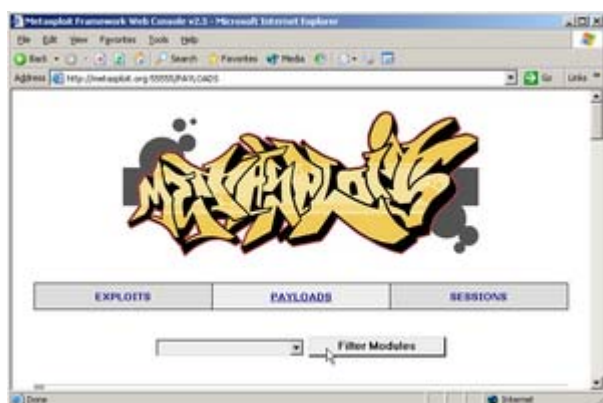 Metasploit Framework Web Console v2.3 - Microsoft Internet Explorer
File Edit View Favorites Tools Help
Back Search Favorites Media
Address http://metasploit.org:55555/PAYLOADS Go Links »
METASPLOIT
EXPLOITS PAYLOADS SESSIONS
Filter Modules
Done Internet